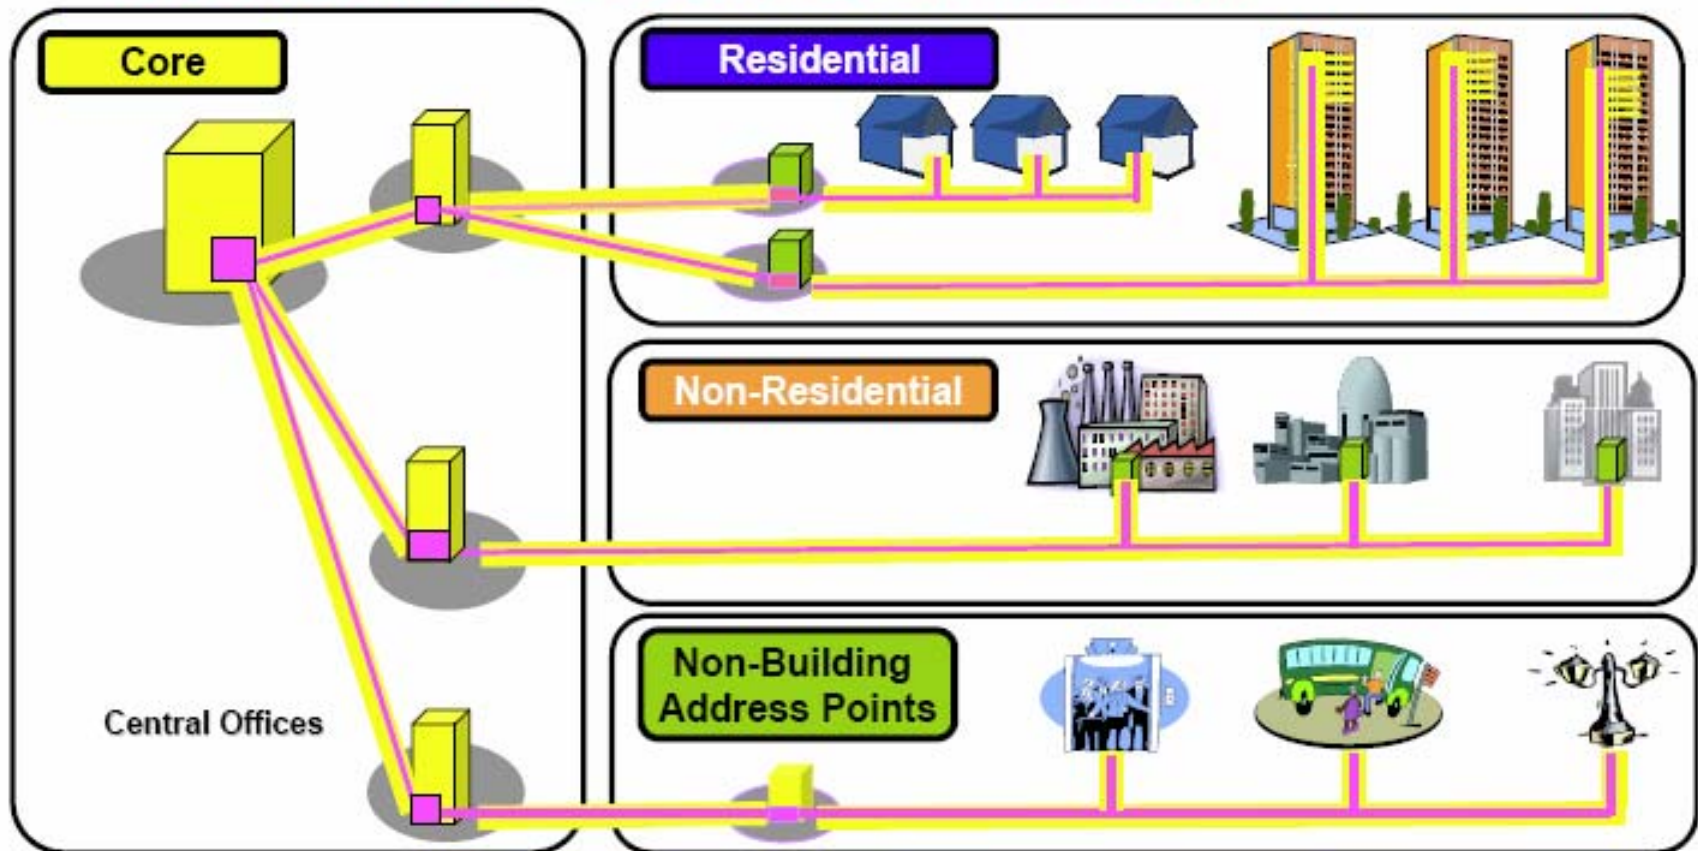 Core
Residential
Non-Residential
Non-Building
Address Points
Central Offices